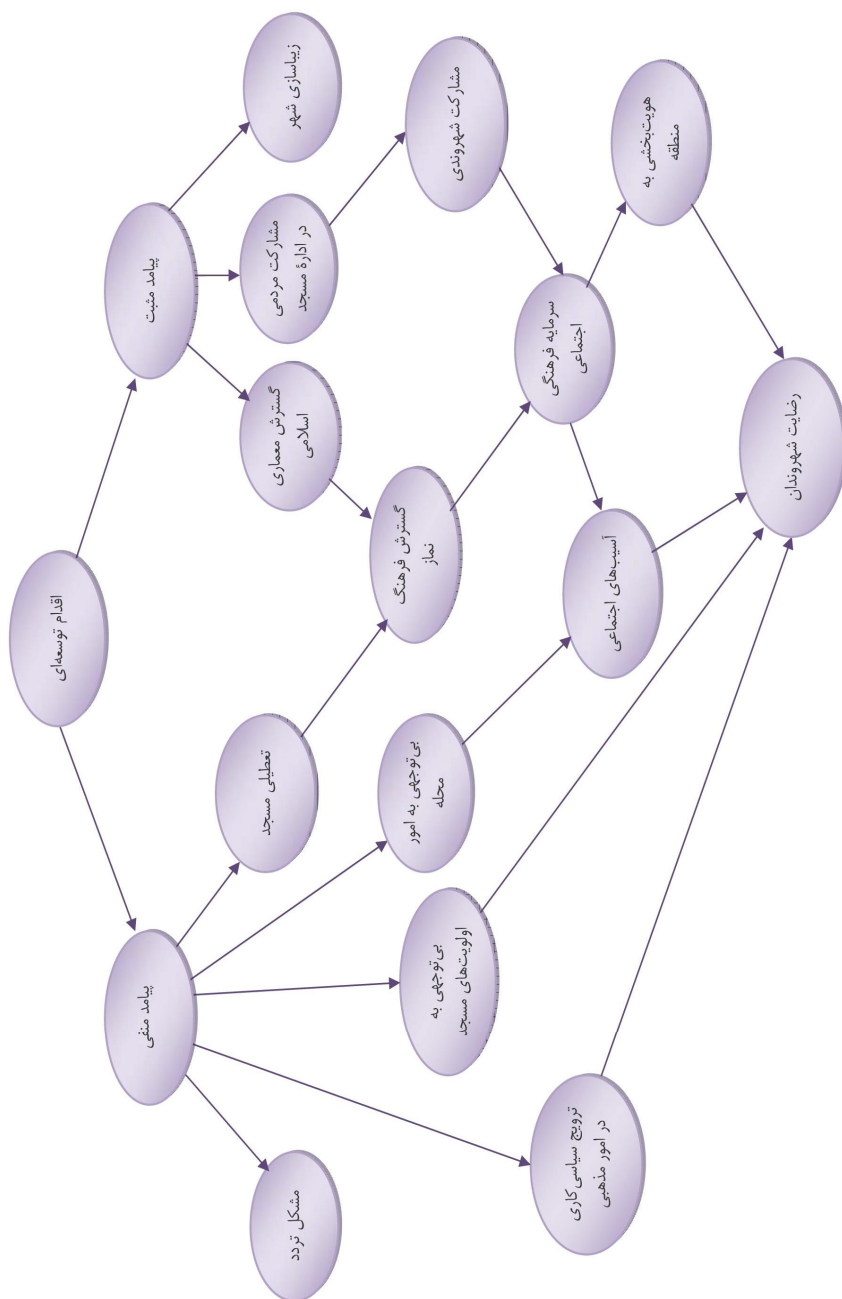 اقدام توسعه‌ای
پیامد مثبت
پیامد منفی
زیباسازی شهر
مشارکت مردمی
در ادارۀ مسجد
گسترش معماری
اسلامی
تعطیلی مسجد
مشکل تردد
مشارکت شهروندی
گسترش فرهنگ
نماز
بی‌توجهی به امور
محله
بی‌توجهی به
اولویت‌های مسجد
سرمایه فرهنگی
اجتماعی
هویت‌بخشی به
منطقه
آسیب‌های اجتماعی
ترویج سیاسی‌کاری
در امور مذهبی
رضایت شهروندان